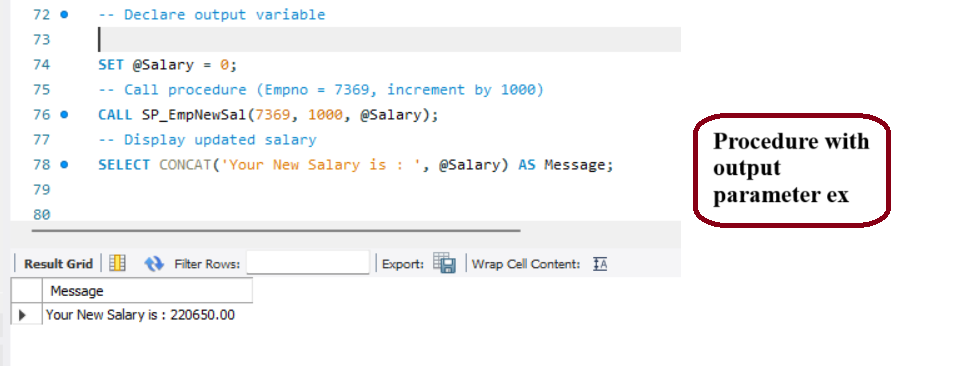 72 -- Declare output variable
73
74 SET @Salary = 0;
75 -- Call procedure (Empno = 7369, increment by 1000)
76 CALL SP_EmpNewSal(7369, 1000, @Salary);
77 -- Display updated salary
78 SELECT CONCAT('Your New Salary is : ', @Salary) AS Message;
79
80
Procedure with
output
parameter ex
Result Grid Filter Rows: Export: Wrap Cell Content: IA
Message
Your New Salary is : 220650.00